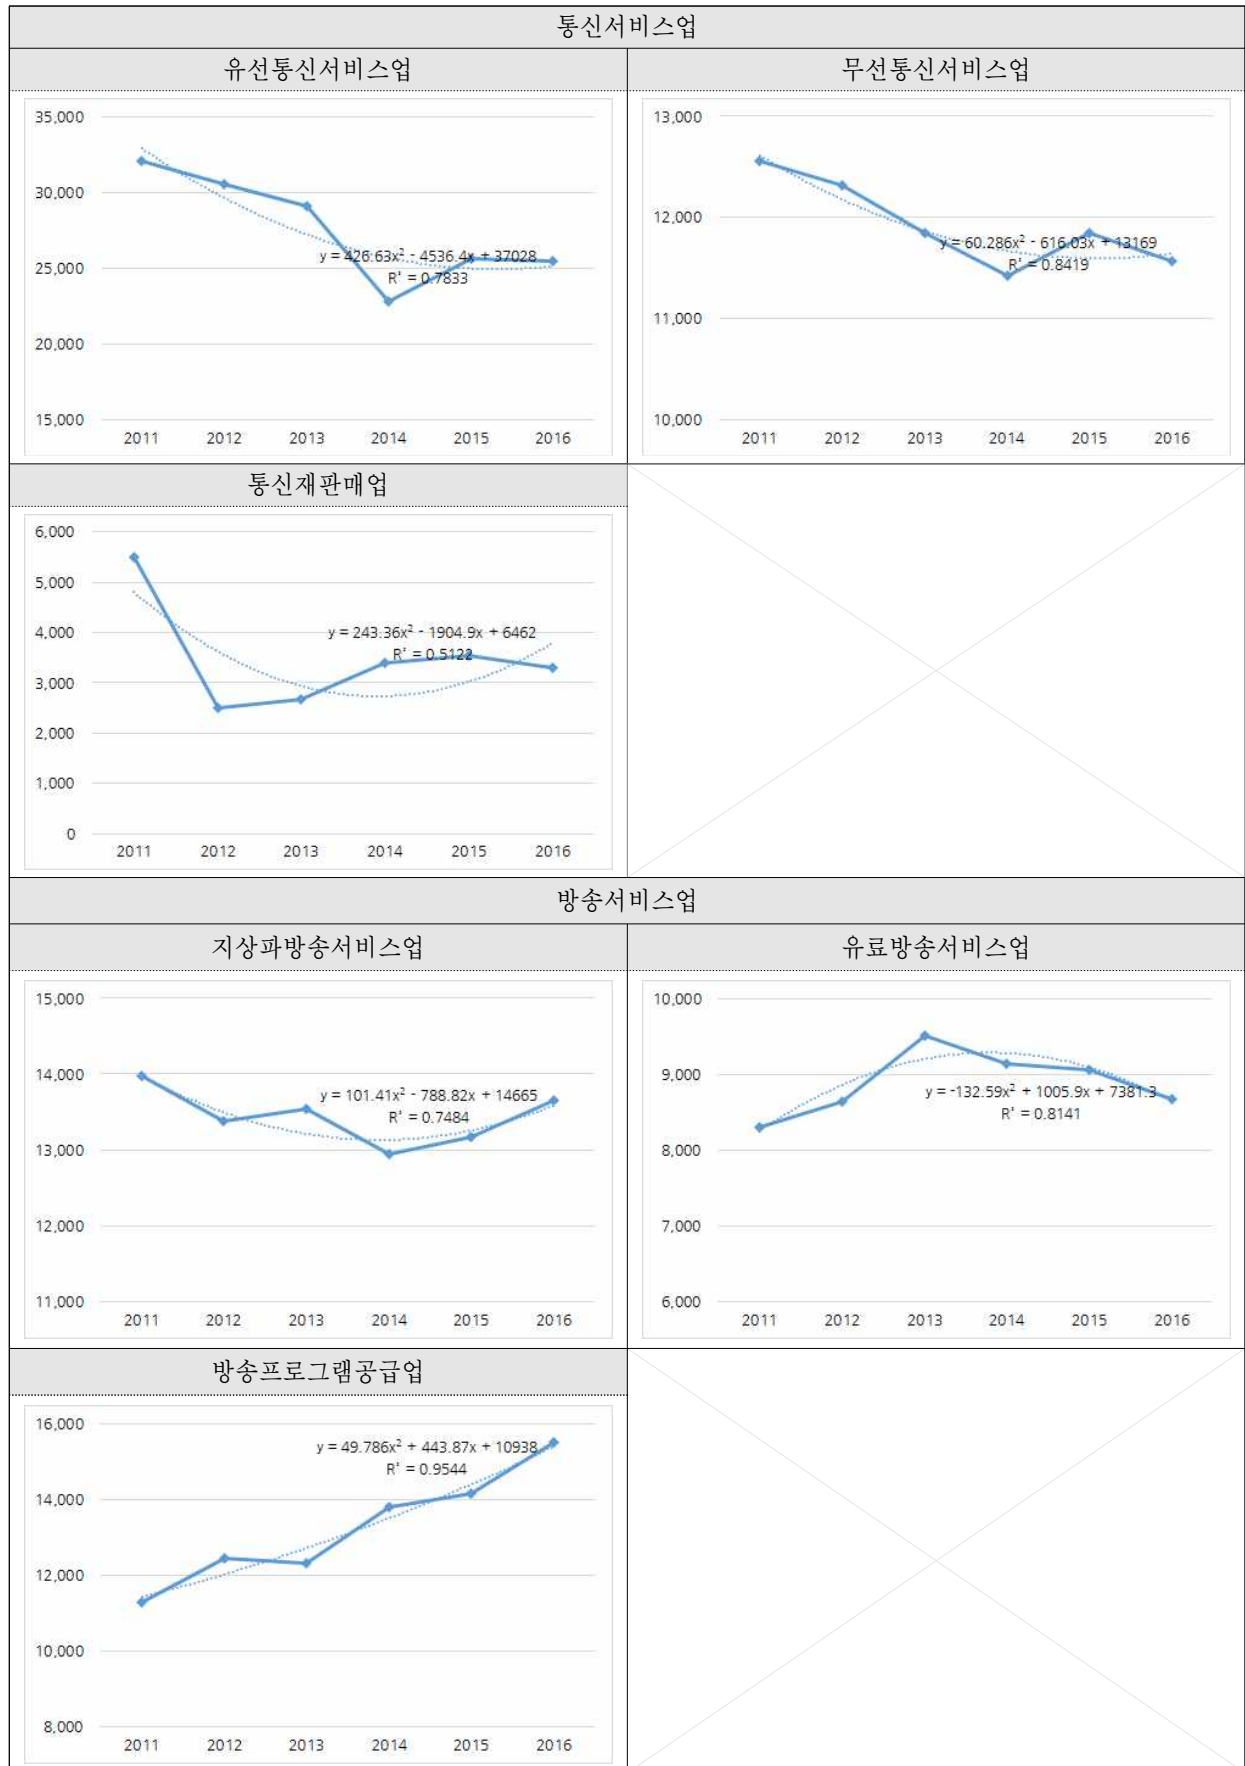 통신서비스업
유선통신서비스업
무선통신서비스업
35,000
30,000
25,000
20,000
15,000
y = 426.63x² - 4536.4x + 37028
R² = 0.7833
2011 2012 2013 2014 2015 2016
13,000
12,000
11,000
10,000
y = 60.286x² - 616.03x + 13169
R² = 0.8419
2011 2012 2013 2014 2015 2016
통신재판매업
6,000
5,000
4,000
3,000
2,000
1,000
0
y = 243.36x² - 1904.9x + 6462
R² = 0.5122
2011 2012 2013 2014 2015 2016
방송서비스업
지상파방송서비스업
유료방송서비스업
15,000
14,000
13,000
12,000
11,000
y = 101.41x² - 788.82x + 14665
R² = 0.7484
2011 2012 2013 2014 2015 2016
10,000
9,000
8,000
7,000
6,000
y = -132.59x² + 1005.9x + 7381.3
R² = 0.8141
2011 2012 2013 2014 2015 2016
방송프로그램공급업
16,000
14,000
12,000
10,000
8,000
y = 49.786x² + 443.87x + 10938
R² = 0.9544
2011 2012 2013 2014 2015 2016